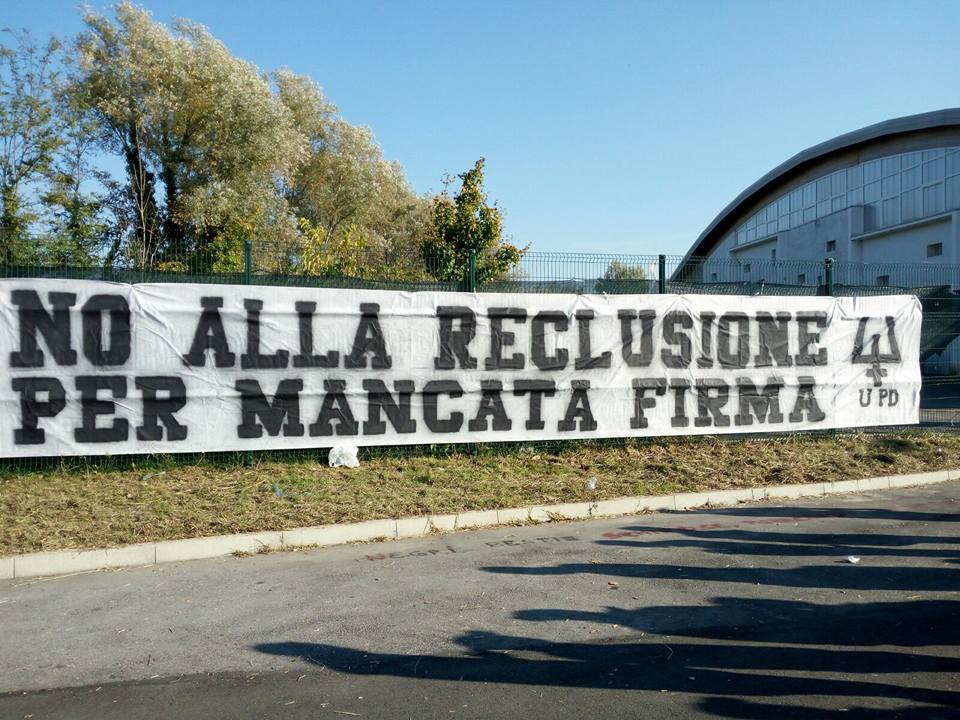 NO ALLA RECLUSIONE
PER MANCATA FIRMA
U PD